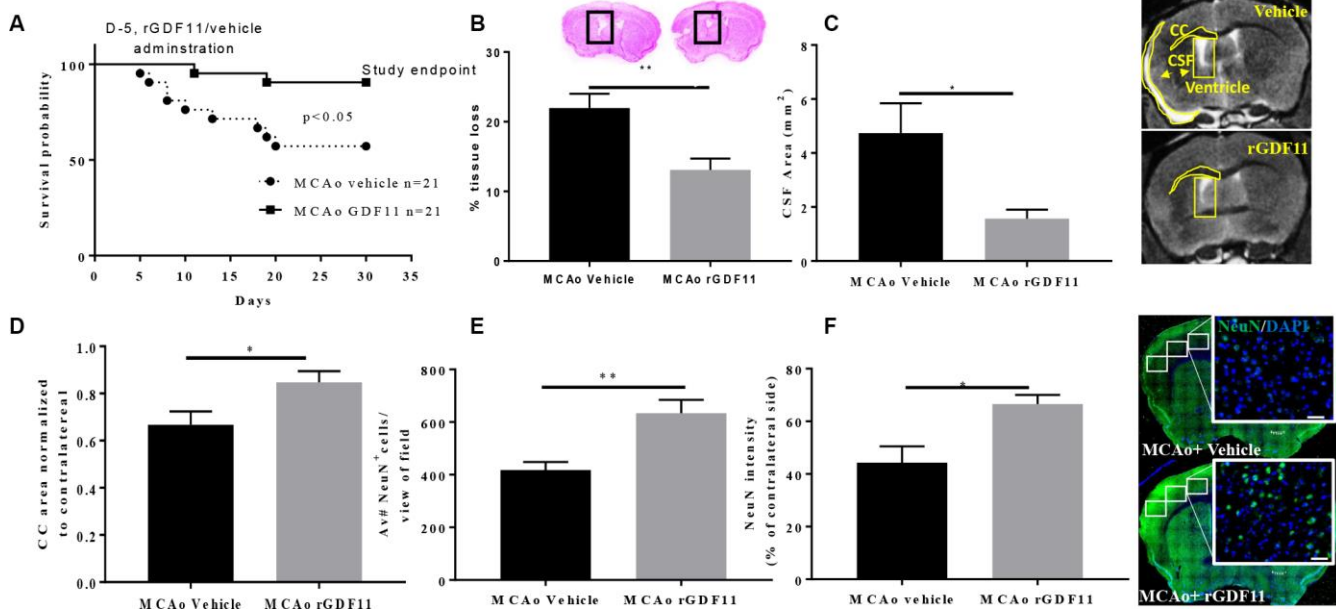 A
D-5, rGDF11/vehicle
adminstration
Survival probability
100
50
0
Study endpoint
p<0.05
MCAo vehicle n=21
MCAo GDF11 n=21
0 5 10 15 20 25 30 35
Days
B
% tissue loss
30
20
10
0
**
MCAo Vehicle
MCAo rGDF11
C
CSF Area (mm²)
8
6
4
2
0
*
MCAo Vehicle
MCAo rGDF11
Vehicle
CC
CSF
Ventricle
rGDF11
D
CC area normalized
to contralatereal
1.0
0.8
0.6
0.4
0.2
0.0
*
MCAo Vehicle
MCAo rGDF11
E
Av# NeuN⁺cells/
view of field
800
600
400
200
0
**
MCAo Vehicle
MCAo rGDF11
F
NeuN intensity
(% of contralateral side)
80
60
40
20
0
*
MCAo Vehicle
MCAo rGDF11
NeuN/DAPI
MCAo+ Vehicle
MCAo+ rGDF11